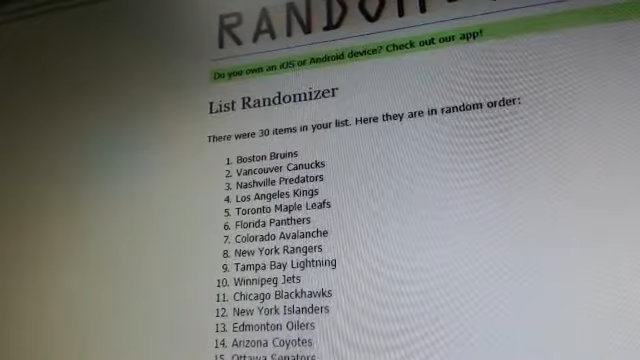 RANDOM
Do you own an iOS or Android device? Check out our app!
List Randomizer
There were 30 items in your list. Here they are in random order:
1. Boston Bruins
2. Vancouver Canucks
3. Nashville Predators
4. Los Angeles Kings
5. Toronto Maple Leafs
6. Florida Panthers
7. Colorado Avalanche
8. New York Rangers
9. Tampa Bay Lightning
10. Winnipeg Jets
11. Chicago Blackhawks
12. New York Islanders
13. Edmonton Oilers
14. Arizona Coyotes
15. Ottawa Senators